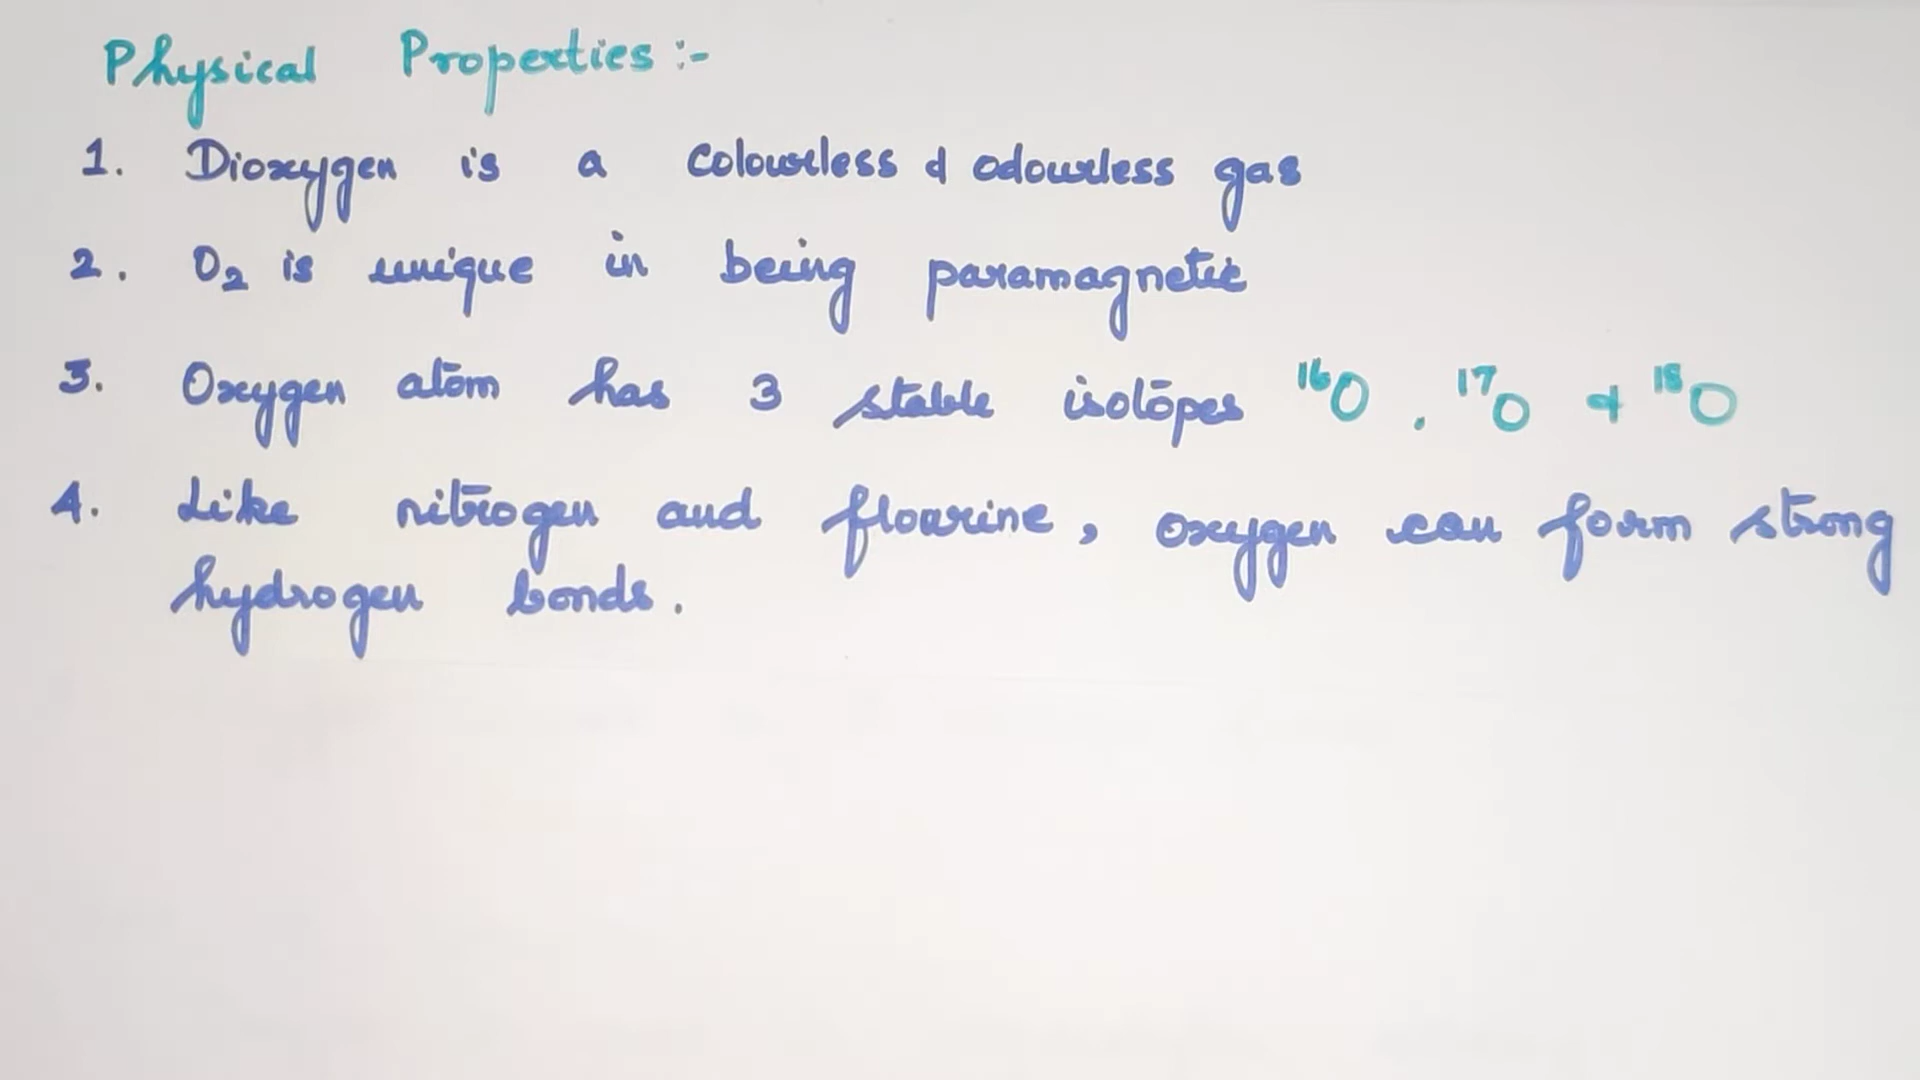 Physical Properties :-
1. Dioxygen is a colourless & odourless gas
2. O₂ is unique in being paramagnetic
3. Oxygen atom has 3 stable isotopes ¹⁶O, ¹⁷O & ¹⁸O
4. Like nitrogen and flourine, oxygen can form strong
hydrogen bonds.